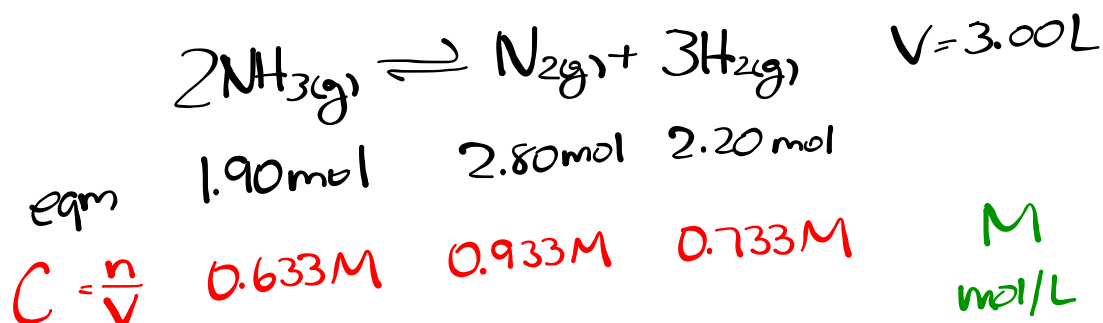 2NH3(g) ⇌ N2(g) + 3H2(g) V=3.00L
eqm 1.90mol 2.80mol 2.20mol
C = n/V 0.633M 0.933M 0.733M M
mol/L